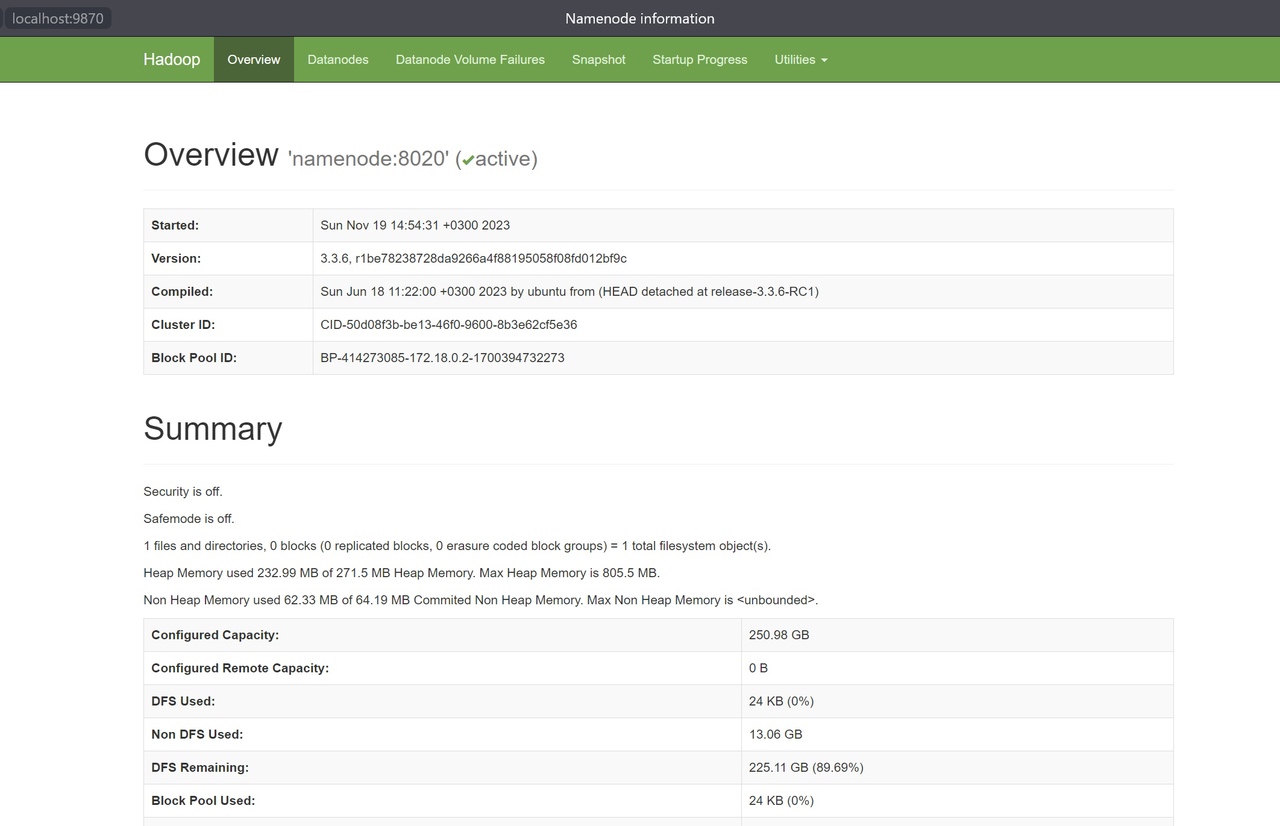 localhost:9870 Namenode information
Hadoop Overview Datanodes Datanode Volume Failures Snapshot Startup Progress Utilities
Overview 'namenode:8020' (✔active)
Started: Sun Nov 19 14:54:31 +0300 2023
Version: 3.3.6, r1be78238728da9266a4f88195058f08fd012bf9c
Compiled: Sun Jun 18 11:22:00 +0300 2023 by ubuntu from (HEAD detached at release-3.3.6-RC1)
Cluster ID: CID-50d08f3b-be13-46f0-9600-8b3e62cf5e36
Block Pool ID: BP-414273085-172.18.0.2-1700394732273
Summary
Security is off.
Safemode is off.
1 files and directories, 0 blocks (0 replicated blocks, 0 erasure coded block groups) = 1 total filesystem object(s).
Heap Memory used 232.99 MB of 271.5 MB Heap Memory. Max Heap Memory is 805.5 MB.
Non Heap Memory used 62.33 MB of 64.19 MB Commited Non Heap Memory. Max Non Heap Memory is <unbounded>.
Configured Capacity: 250.98 GB
Configured Remote Capacity: 0 B
DFS Used: 24 KB (0%)
Non DFS Used: 13.06 GB
DFS Remaining: 225.11 GB (89.69%)
Block Pool Used: 24 KB (0%)